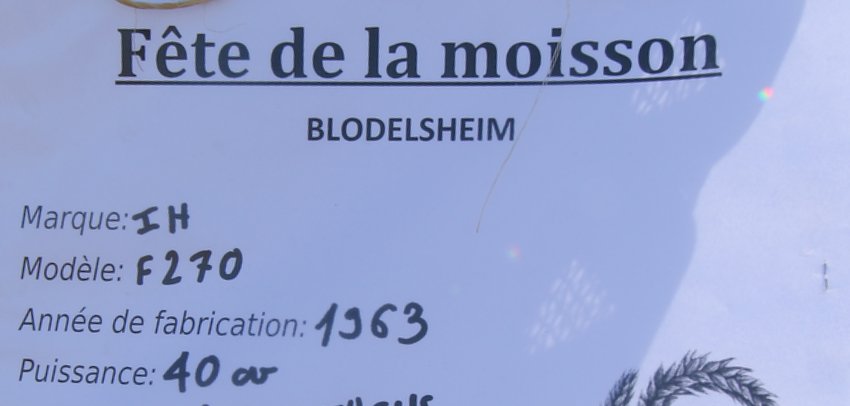 Fête de la moisson
BLODELSHEIM
Marque: IH
Modèle: F270
Année de fabrication: 1963
Puissance: 40 cv